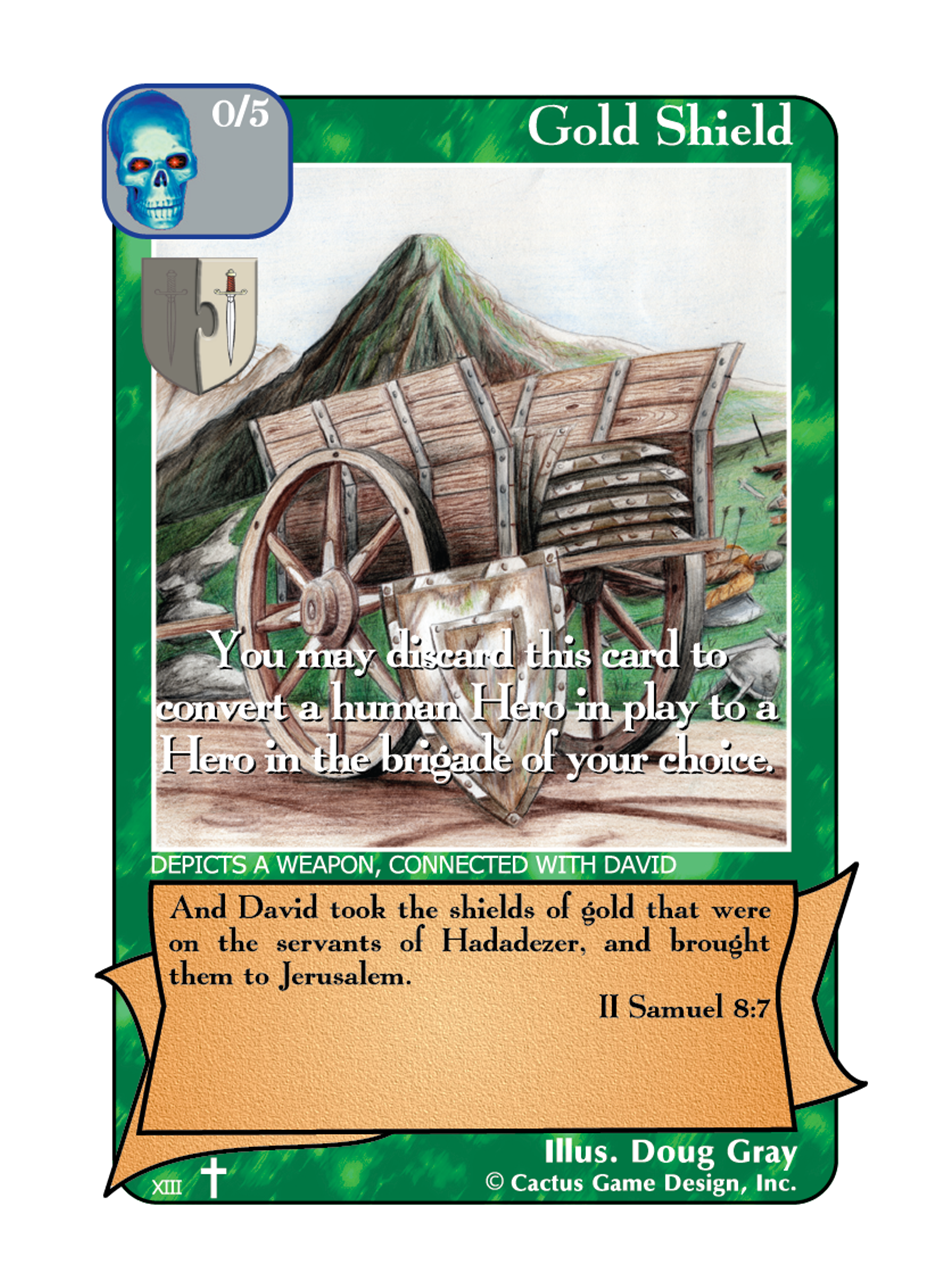 0/5
Gold Shield
You may discard this card to
convert a human Hero in play to a
Hero in the brigade of your choice.
DEPICTS A WEAPON, CONNECTED WITH DAVID
And David took the shields of gold that were
on the servants of Hadadezer, and brought
them to Jerusalem.
II Samuel 8:7
Illus. Doug Gray
XIII
© Cactus Game Design, Inc.